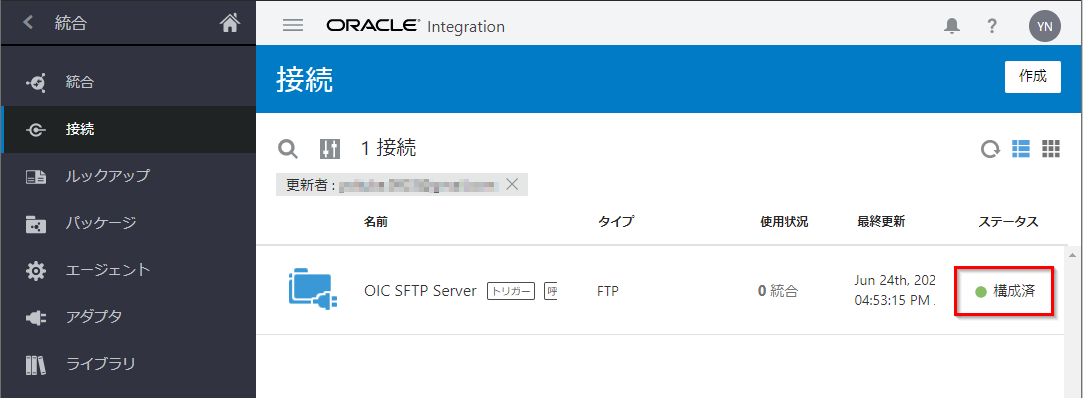 統合
ORACLE Integration
?
YN
統合
接続
ルックアップ
パッケージ
エージェント
アダプタ
ライブラリ
接続
作成
1 接続
更新者 :
名前 タイプ 使用状況 最終更新 ステータス
OIC SFTP Server トリガー 呼 FTP 0 統合 Jun 24th, 202
04:53:15 PM .
構成済